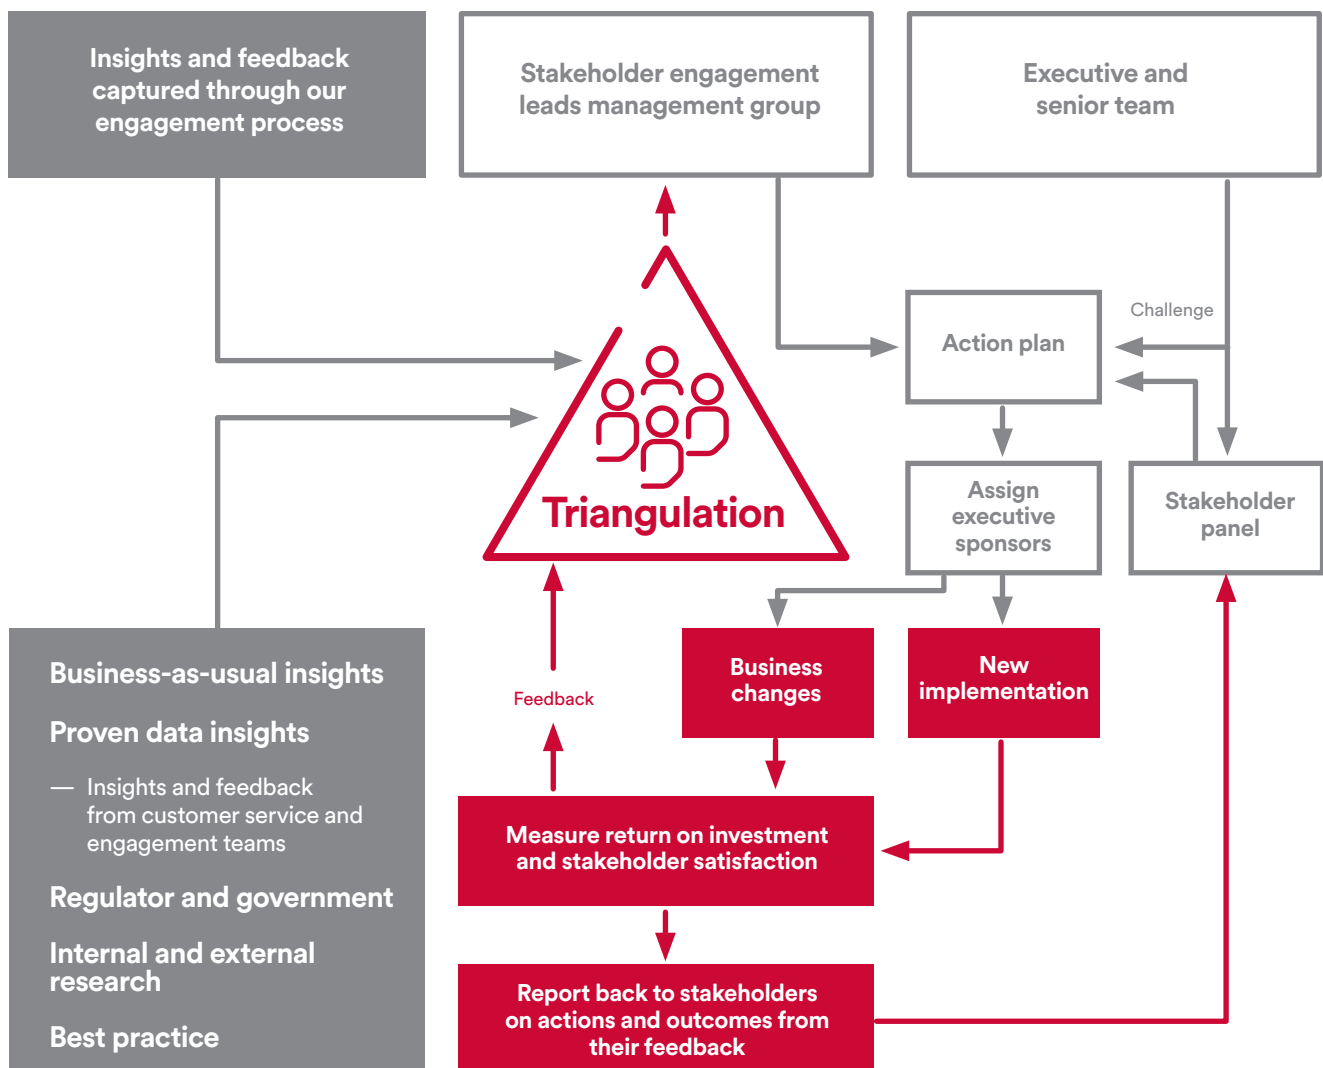 Insights and feedback
captured through our
engagement process
Stakeholder engagement
leads management group
Executive and
senior team
Challenge
Action plan
Assign
executive
sponsors
Stakeholder
panel
Triangulation
Feedback
Business
changes
New
implementation
Business-as-usual insights
Proven data insights
— Insights and feedback
from customer service and
engagement teams
Regulator and government
Internal and external
research
Best practice
Measure return on investment
and stakeholder satisfaction
Report back to stakeholders
on actions and outcomes from
their feedback